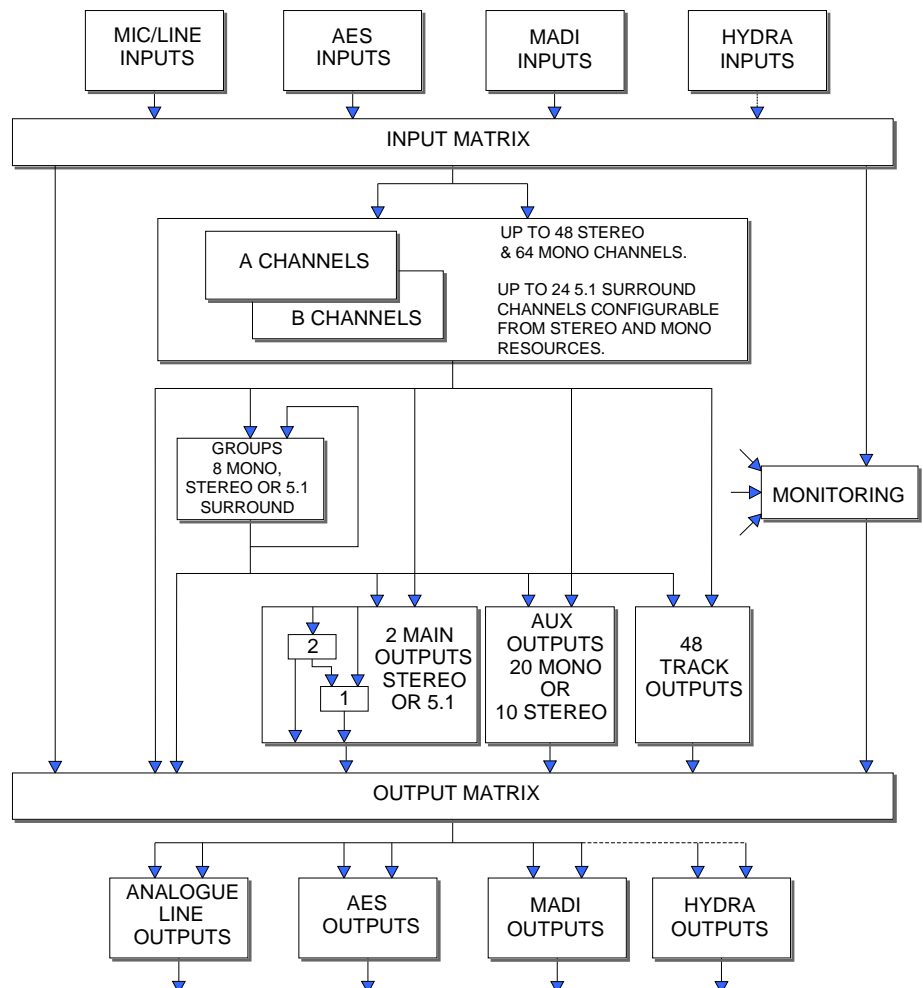 MIC/LINE
INPUTS
AES
INPUTS
MADI
INPUTS
HYDRA
INPUTS
INPUT MATRIX
A CHANNELS
B CHANNELS
UP TO 48 STEREO
& 64 MONO CHANNELS.
UP TO 24 5.1 SURROUND
CHANNELS CONFIGURABLE
FROM STEREO AND MONO
RESOURCES.
GROUPS
8 MONO,
STEREO OR 5.1
SURROUND
MONITORING
2
1
2 MAIN
OUTPUTS
STEREO
OR 5.1
AUX
OUTPUTS
20 MONO
OR
10 STEREO
48
TRACK
OUTPUTS
OUTPUT MATRIX
ANALOGUE
LINE
OUTPUTS
AES
OUTPUTS
MADI
OUTPUTS
HYDRA
OUTPUTS